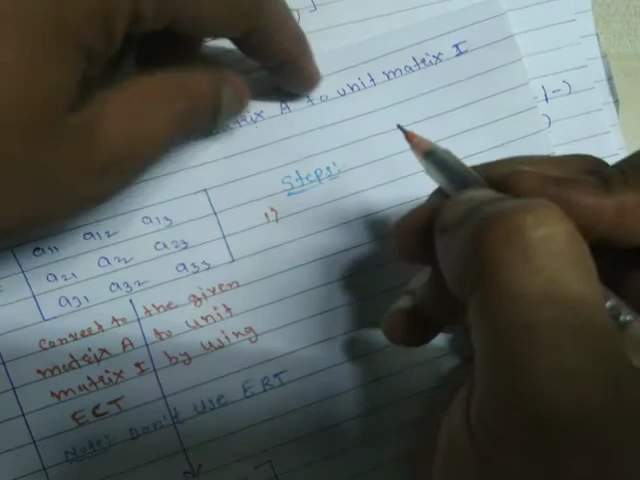 A to unit matrix I
Steps:
1)
a11 a12 a13
a21 a22 a23
a31 a32 a33
Convert to the given
matrix A to unit
matrix I by using
ECT
Note: Don't use ERT